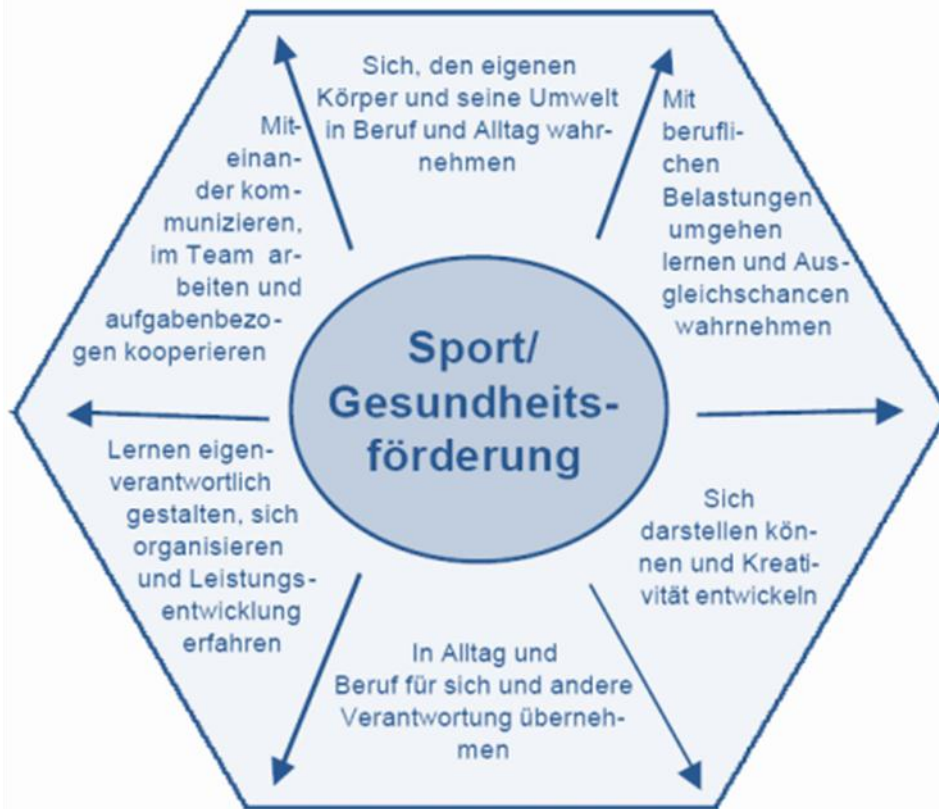 Sich, den eigenen
Körper und seine Umwelt
in Beruf und Alltag wahr-
nehmen
Mit
berufli-
chen
Belastungen
umgehen
lernen und Aus-
gleichschancen
wahrnehmen
Mit-
einan-
der kom-
munizieren,
im Team ar-
beiten und
aufgabenbezo-
gen kooperieren
Sport/
Gesundheits-
förderung
Lernen eigen-
verantwortlich
gestalten, sich
organisieren
und Leistungs-
entwicklung
erfahren
Sich
darstellen kön-
nen und Kreati-
vität entwickeln
In Alltag und
Beruf für sich und andere
Verantwortung überneh-
men